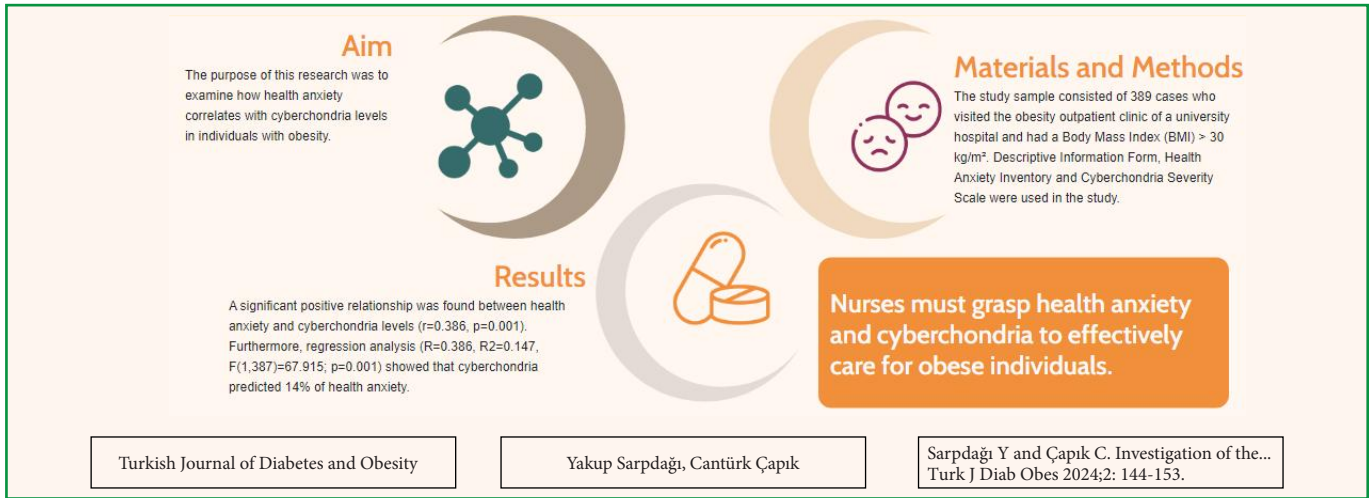 Aim
The purpose of this research was to
examine how health anxiety
correlates with cyberchondria levels
in individuals with obesity.
Materials and Methods
The study sample consisted of 389 cases who
visited the obesity outpatient clinic of a university
hospital and had a Body Mass Index (BMI) > 30
kg/m². Descriptive Information Form, Health
Anxiety Inventory and Cyberchondria Severity
Scale were used in the study.
Results
A significant positive relationship was found between health
anxiety and cyberchondria levels (r=0.386, p=0.001).
Furthermore, regression analysis (R=0.386, R2=0.147,
F(1,387)=67.915; p=0.001) showed that cyberchondria
predicted 14% of health anxiety.
Nurses must grasp health anxiety
and cyberchondria to effectively
care for obese individuals.
Turkish Journal of Diabetes and Obesity
Yakup Sarpdağı, Cantürk Çapık
Sarpdağı Y and Çapık C. Investigation of the...
Turk J Diab Obes 2024;2: 144-153.